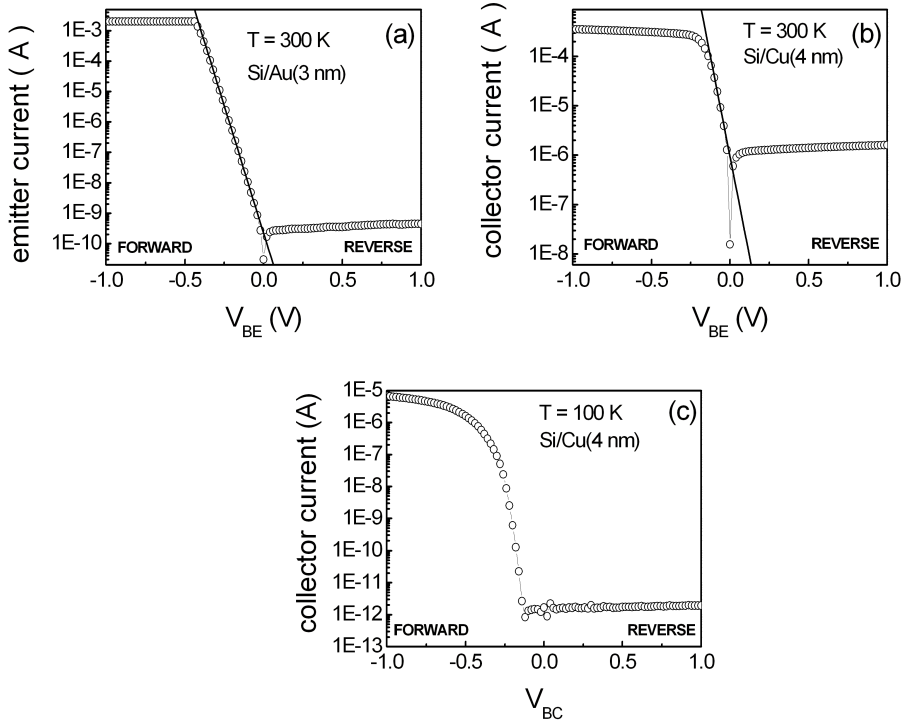 (a)
T = 300 K
Si/Au(3 nm)
emitter current ( A )
1E-3
1E-4
1E-5
1E-6
1E-7
1E-8
1E-9
1E-10
FORWARD
REVERSE
-1.0 -0.5 0.0 0.5 1.0
V_BE (V)
(b)
T = 300 K
Si/Cu(4 nm)
collector current ( A )
1E-4
1E-6
1E-8
FORWARD
REVERSE
-1.0 -0.5 0.0 0.5 1.0
V_BE (V)
(c)
T = 100 K
Si/Cu(4 nm)
collector current (A)
1E-5
1E-6
1E-7
1E-8
1E-9
1E-10
1E-11
1E-12
1E-13
FORWARD
REVERSE
-1.0 -0.5 0.0 0.5 1.0
V_BC